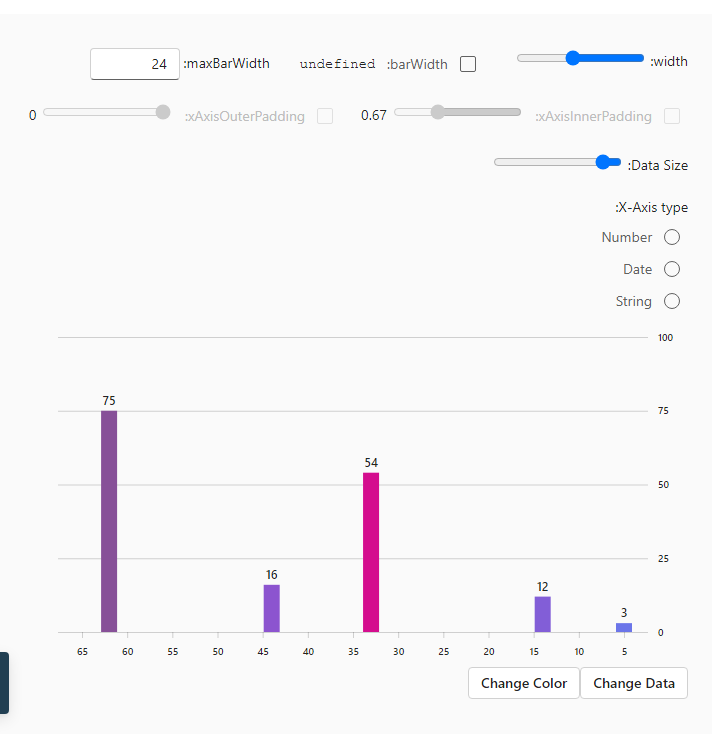 width:
barWidth: undefined
maxBarWidth: 24
xAxisInnerPadding: 0.67
xAxisOuterPadding: 0
Data Size:
X-Axis type:
Number
Date
String
100
75
75
54
50
25
16
12
3
0
65 60 55 50 45 40 35 30 25 20 15 10 5
Change Color Change Data